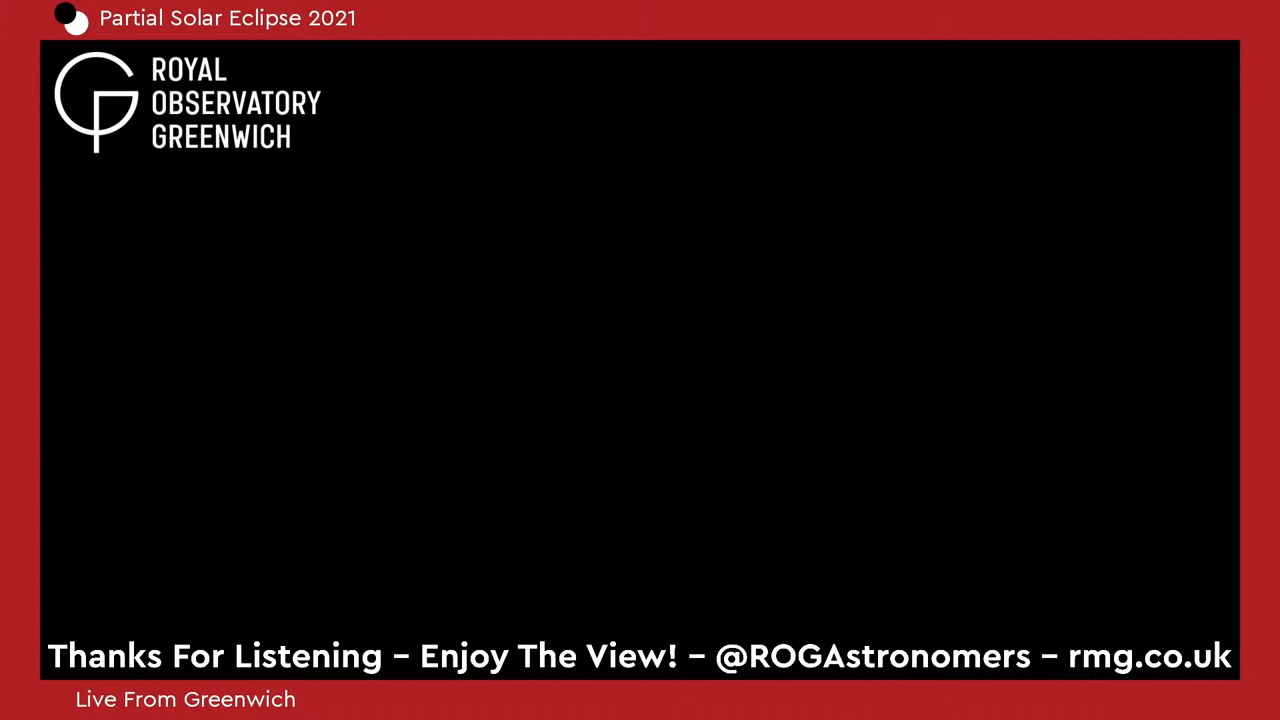 Partial Solar Eclipse 2021
ROYAL
OBSERVATORY
GREENWICH
Thanks For Listening – Enjoy The View! – @ROGAstronomers – rmg.co.uk
Live From Greenwich